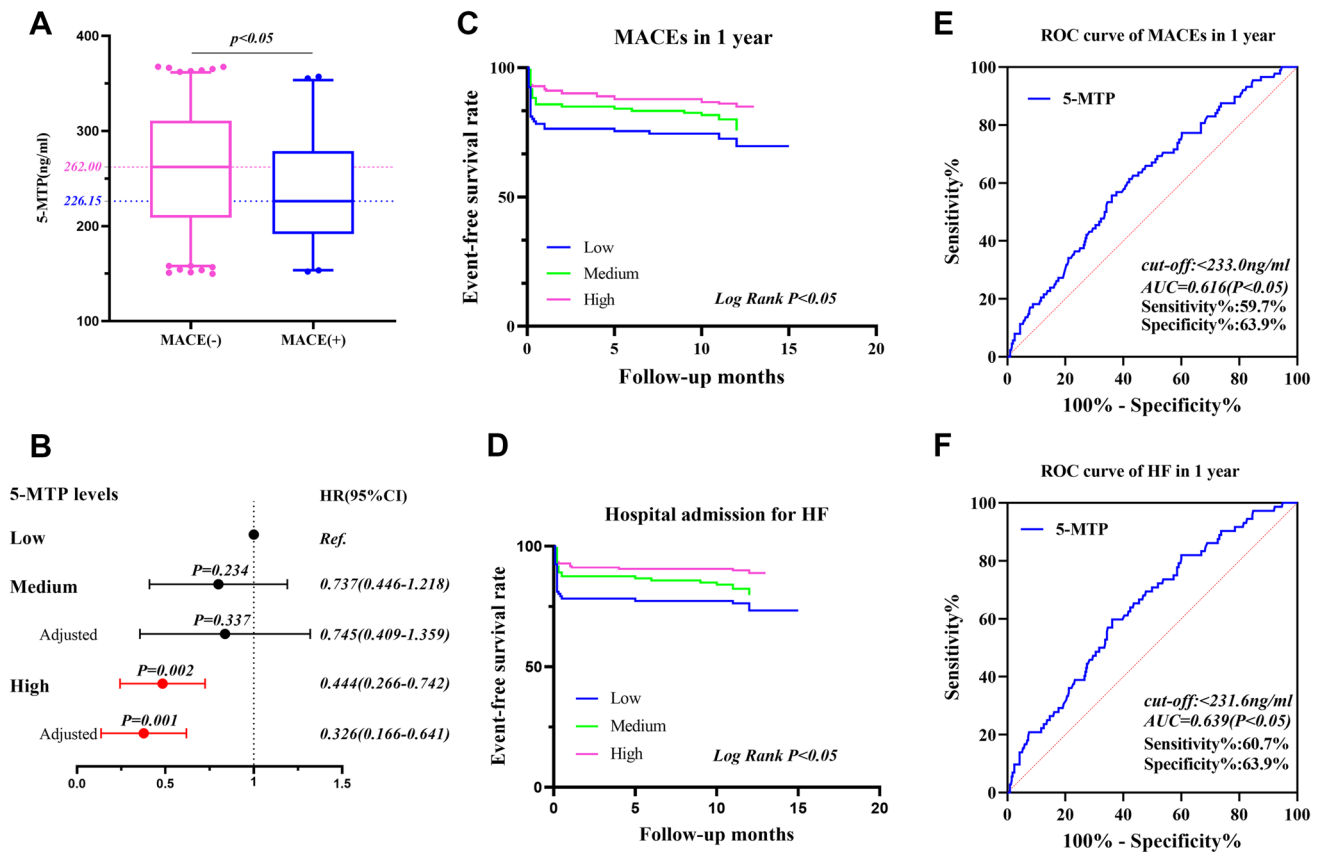 A
p<0.05
400
300
262.00
226.15
200
100
5-MTP(ng/ml)
MACE(-) MACE(+)
B
5-MTP levels HR(95%CI)
Low Ref.
P=0.234
Medium 0.737(0.446-1.218)
P=0.337
Adjusted 0.745(0.409-1.359)
P=0.002
High 0.444(0.266-0.742)
P=0.001
Adjusted 0.326(0.166-0.641)
0.0 0.5 1 1.5
C
MACEs in 1 year
100
50
0
Event-free survival rate
Low
Medium
High
Log Rank P<0.05
0 5 10 15 20
Follow-up months
D
Hospital admission for HF
100
50
0
Event-free survival rate
Low
Medium
High
Log Rank P<0.05
0 5 10 15 20
Follow-up months
E
ROC curve of MACEs in 1 year
100
80
60
40
20
0
Sensitivity%
5-MTP
cut-off:<233.0ng/ml
AUC=0.616(P<0.05)
Sensitivity%:59.7%
Specificity%:63.9%
0 20 40 60 80 100
100% - Specificity%
F
ROC curve of HF in 1 year
100
80
60
40
20
0
Sensitivity%
5-MTP
cut-off:<231.6ng/ml
AUC=0.639(P<0.05)
Sensitivity%:60.7%
Specificity%:63.9%
0 20 40 60 80 100
100% - Specificity%